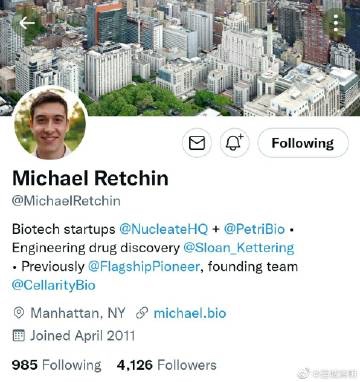 Following
Michael Retchin
@MichaelRetchin
Biotech startups @NucleateHQ + @PetriBio •
Engineering drug discovery @Sloan_Kettering
• Previously @FlagshipPioneer, founding team
@CellarityBio
Manhattan, NY michael.bio
Joined April 2011
985 Following 4,126 Followers